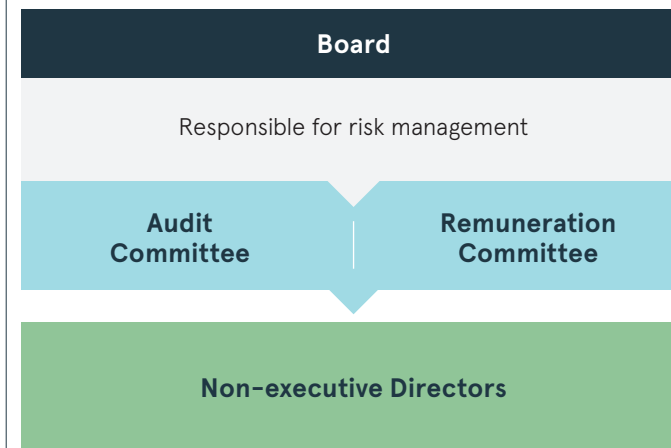 Board
Responsible for risk management
Audit
Committee
Remuneration
Committee
Non-executive Directors